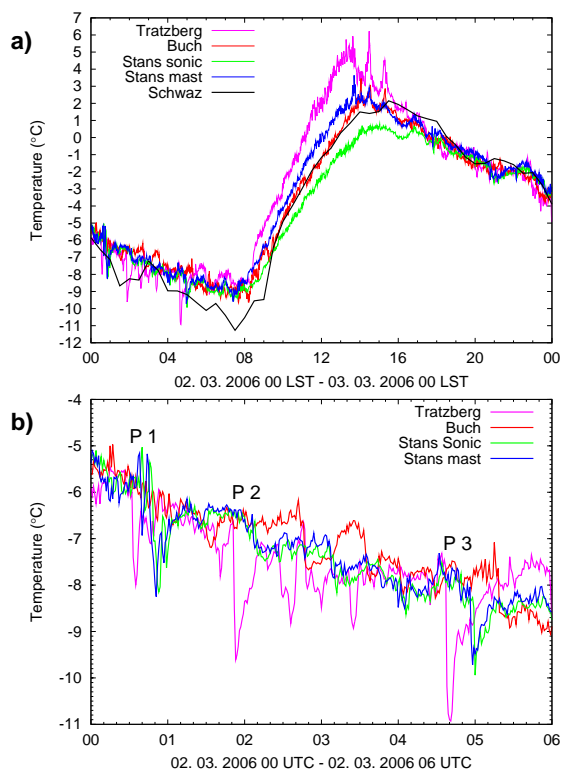 a)
Tratzberg
Buch
Stans sonic
Stans mast
Schwaz
Temperature (°C)
7
6
5
4
3
2
1
0
-1
-2
-3
-4
-5
-6
-7
-8
-9
-10
-11
-12
00 04 08 12 16 20 00
02. 03. 2006 00 LST - 03. 03. 2006 00 LST
b)
Tratzberg
Buch
Stans Sonic
Stans mast
P 1
P 2
P 3
Temperature (°C)
-4
-5
-6
-7
-8
-9
-10
-11
00 01 02 03 04 05 06
02. 03. 2006 00 UTC - 02. 03. 2006 06 UTC